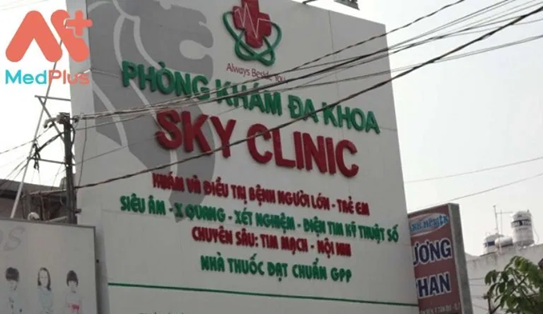 MedPlus
Always Beside You
PHÒNG KHÁM ĐA KHOA
SKY CLINIC
KHÁM VÀ ĐIỀU TRỊ BỆNH NGƯỜI LỚN - TRẺ EM
SIÊU ÂM - X QUANG - XÉT NGHIỆM - ĐIỆN TIM KỸ THUẬT SỐ
CHUYÊN SÂU: TIM MẠCH - NỘI NHI
NHÀ THUỐC ĐẠT CHUẨN GPP
ƯƠNG
PHAN